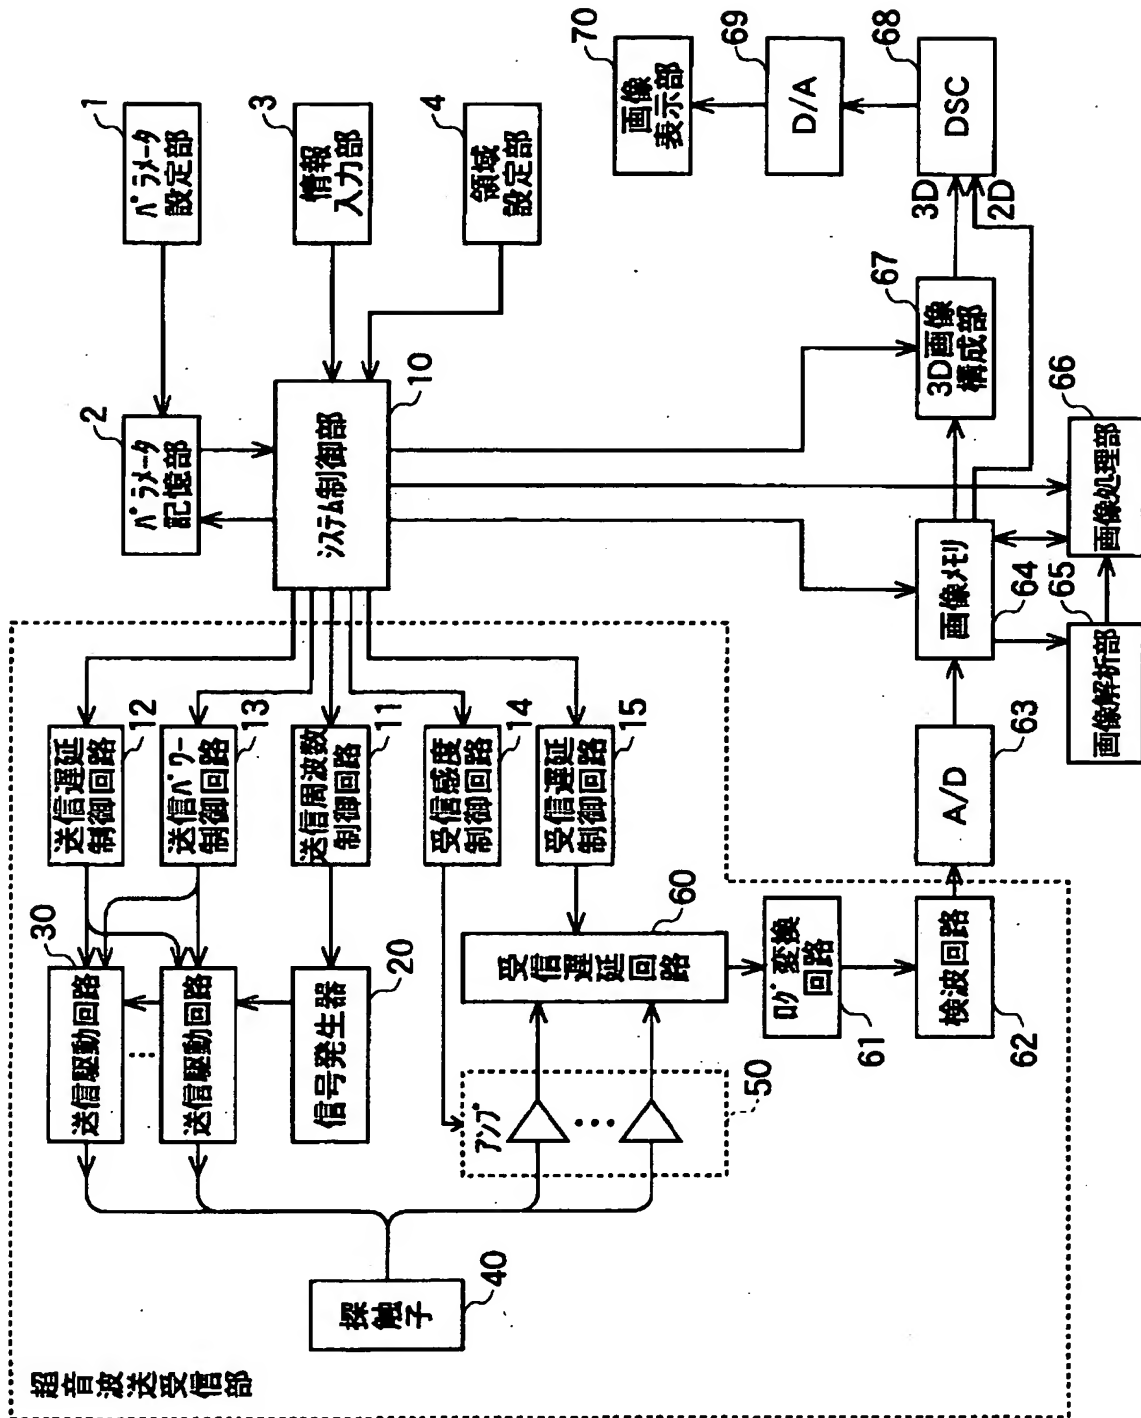 超音波送受信部
探触子
40
送信駆動回路
30
送信駆動回路
信号発生器
20
アンプ
50
送信遅延
制御回路
12
送信パワー
制御回路
13
送信周波数
制御回路
11
受信感度
制御回路
14
受信遅延
制御回路
15
受信遅延回路
60
ログ変換
回路
61
検波回路
62
パラメータ
記憶部
2
システム制御部
10
パラメータ
設定部
1
情報
入力部
3
領域
設定部
4
A/D
63
画像メモリ
64
画像解析部
65
画像処理部
66
3D画像
構成部
67
3D
2D
DSC
68
D/A
69
画像
表示部
70